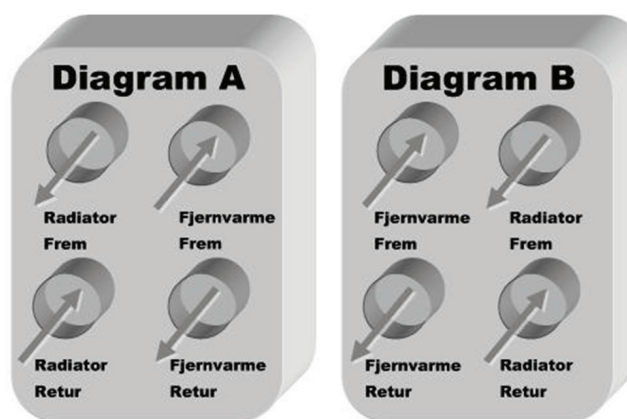 Diagram A
Radiator
Frem
Fjernvarme
Frem
Radiator
Retur
Fjernvarme
Retur
Diagram B
Fjernvarme
Frem
Radiator
Frem
Fjernvarme
Retur
Radiator
Retur